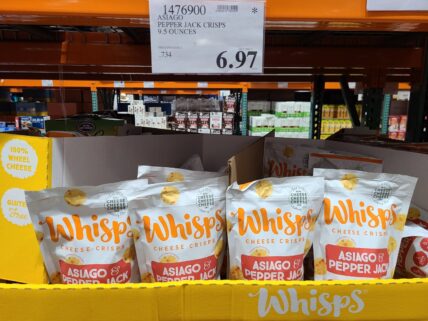 1476900 *
ASIAGO
PEPPER JACK CRISPS
9.5 OUNCES
.734
6.97
100%
WHEEL
CHEESE
GLUTEN
free
Whisps
CHEESE CRISPS
ASIAGO &
PEPPER JACK
Whisps
CHEESE CRISPS
ASIAGO &
PEPPER JACK
Whisps
CHEESE CRISPS
ASIAGO &
PEPPER JACK
Whisps
CHEESE CRISPS
ASIAGO &
PEPPER JACK
Whisps